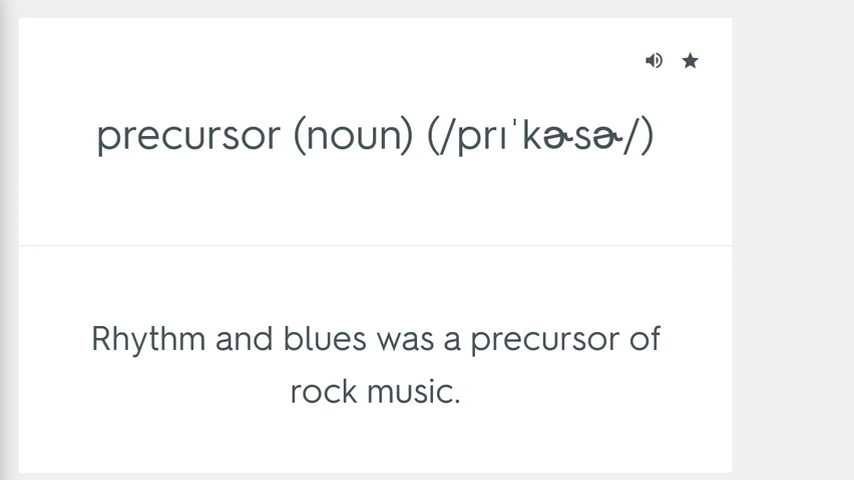 precursor (noun) (/prɪˈkɚsɚ/)
Rhythm and blues was a precursor of
rock music.